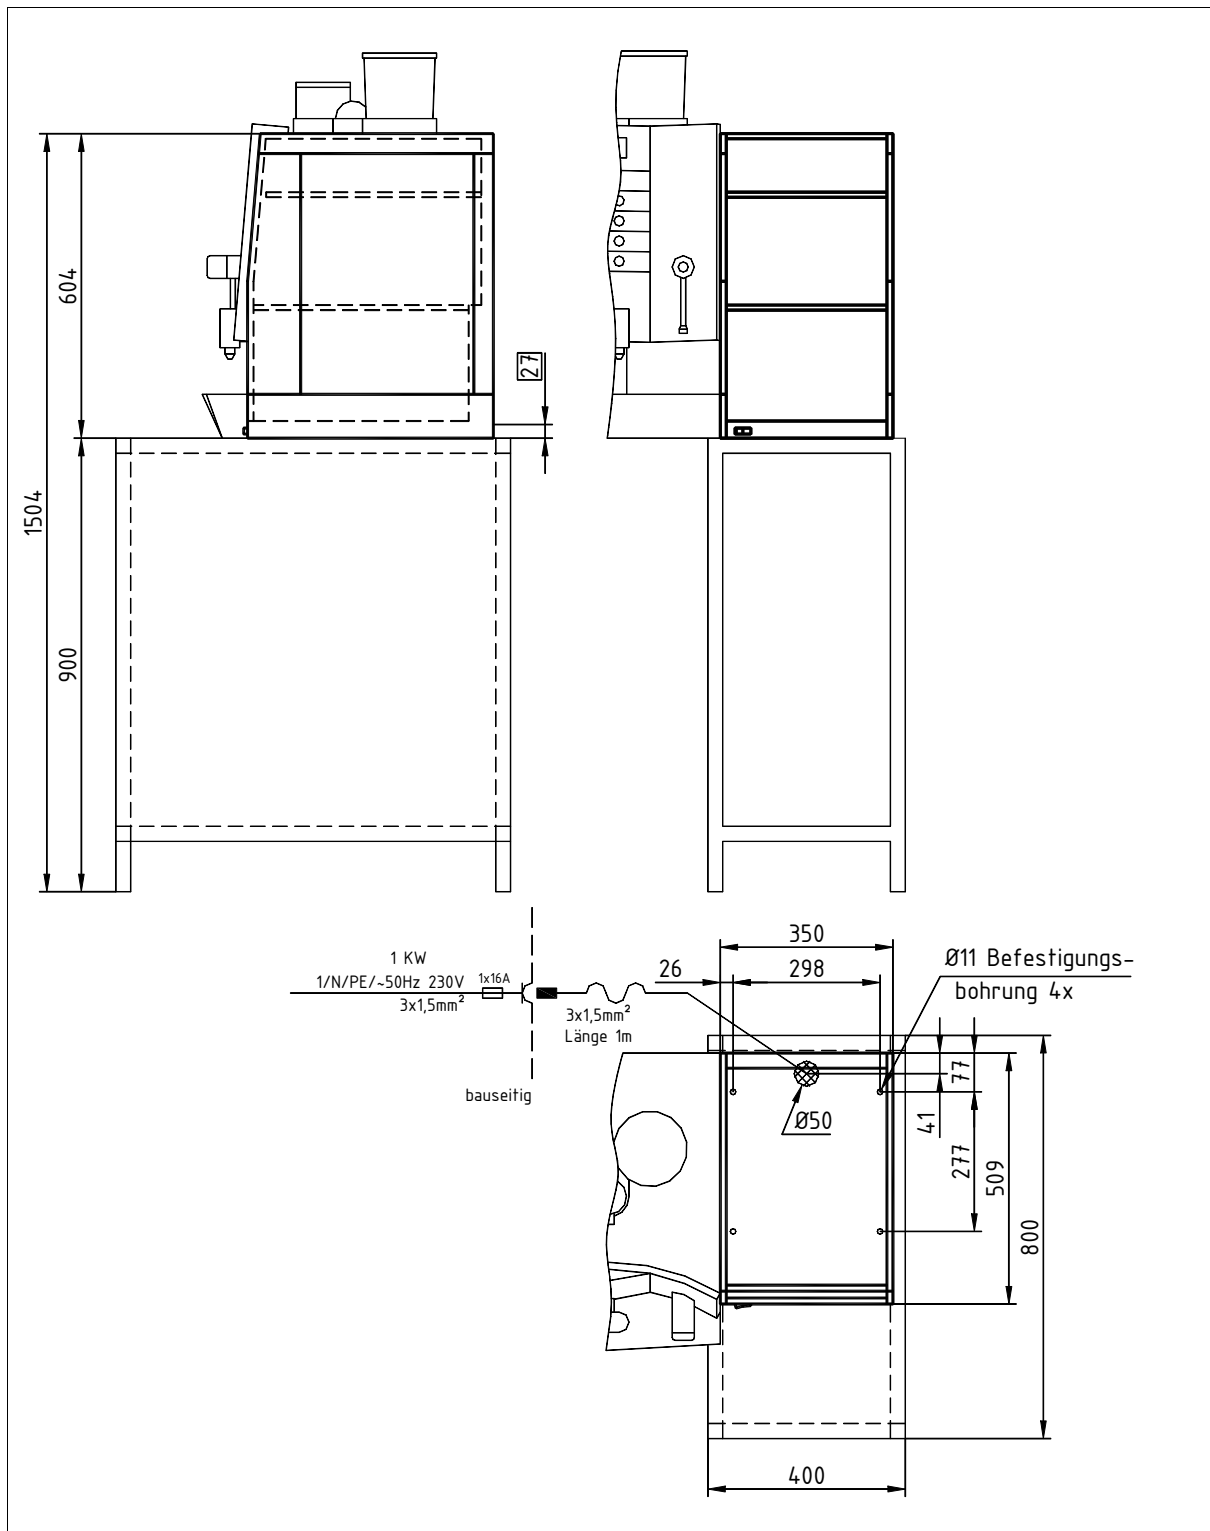 604
27
1504
900
350
26
298
Ø11 Befestigungs-
bohrung 4x
1 KW
1/N/PE/~50Hz 230V
1x16A
3x1,5mm²
3x1,5mm²
Länge 1m
bauseitig
77
Ø50
41
277
509
800
400